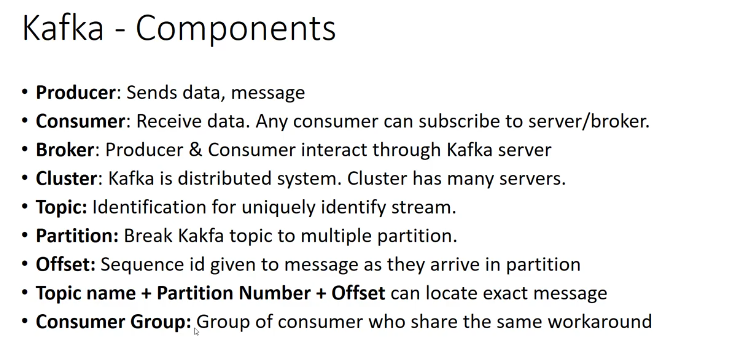 Kafka - Components
• Producer: Sends data, message
• Consumer: Receive data. Any consumer can subscribe to server/broker.
• Broker: Producer & Consumer interact through Kafka server
• Cluster: Kafka is distributed system. Cluster has many servers.
• Topic: Identification for uniquely identify stream.
• Partition: Break Kakfa topic to multiple partition.
• Offset: Sequence id given to message as they arrive in partition
• Topic name + Partition Number + Offset can locate exact message
• Consumer Group: Group of consumer who share the same workaround